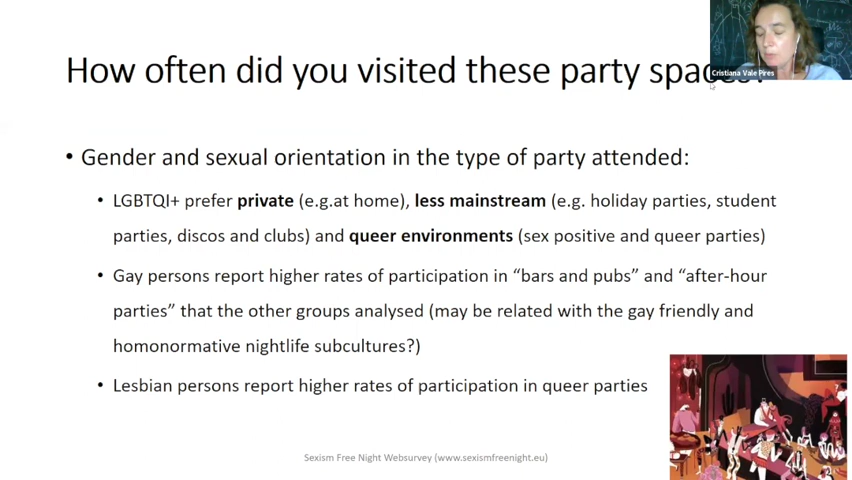 How often did you visited these party
Cristiana Vale Pires
• Gender and sexual orientation in the type of party attended:
• LGBTQI+ prefer private (e.g.at home), less mainstream (e.g. holiday parties, student
parties, discos and clubs) and queer environments (sex positive and queer parties)
• Gay persons report higher rates of participation in “bars and pubs” and “after-hour
parties” that the other groups analysed (may be related with the gay friendly and
homonormative nightlife subcultures?)
• Lesbian persons report higher rates of participation in queer parties
Sexism Free Night Websurvey (www.sexismfreenight.eu)